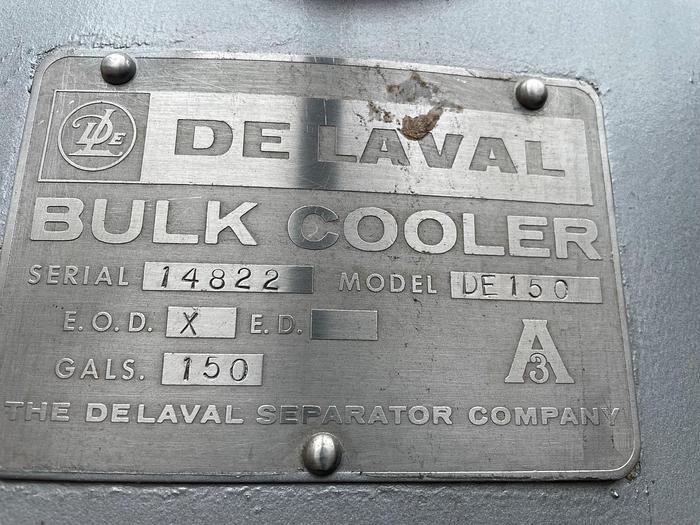 DLE DE LAVAL
BULK COOLER
SERIAL 14822 MODEL DE150
E.O.D. X E.D.
GALS. 150 A3
THE DE LAVAL SEPARATOR COMPANY